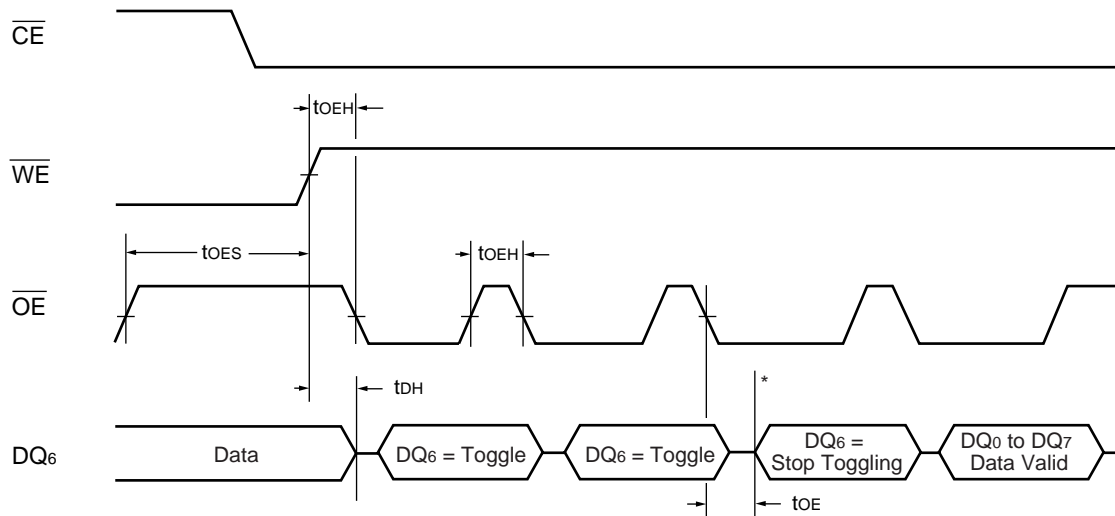 CE
tOEH
WE
tOES
tOEH
OE
*
tDH
DQ6
Data
DQ6 = Toggle
DQ6 = Toggle
DQ6 =
Stop Toggling
DQ0 to DQ7
Data Valid
tOE